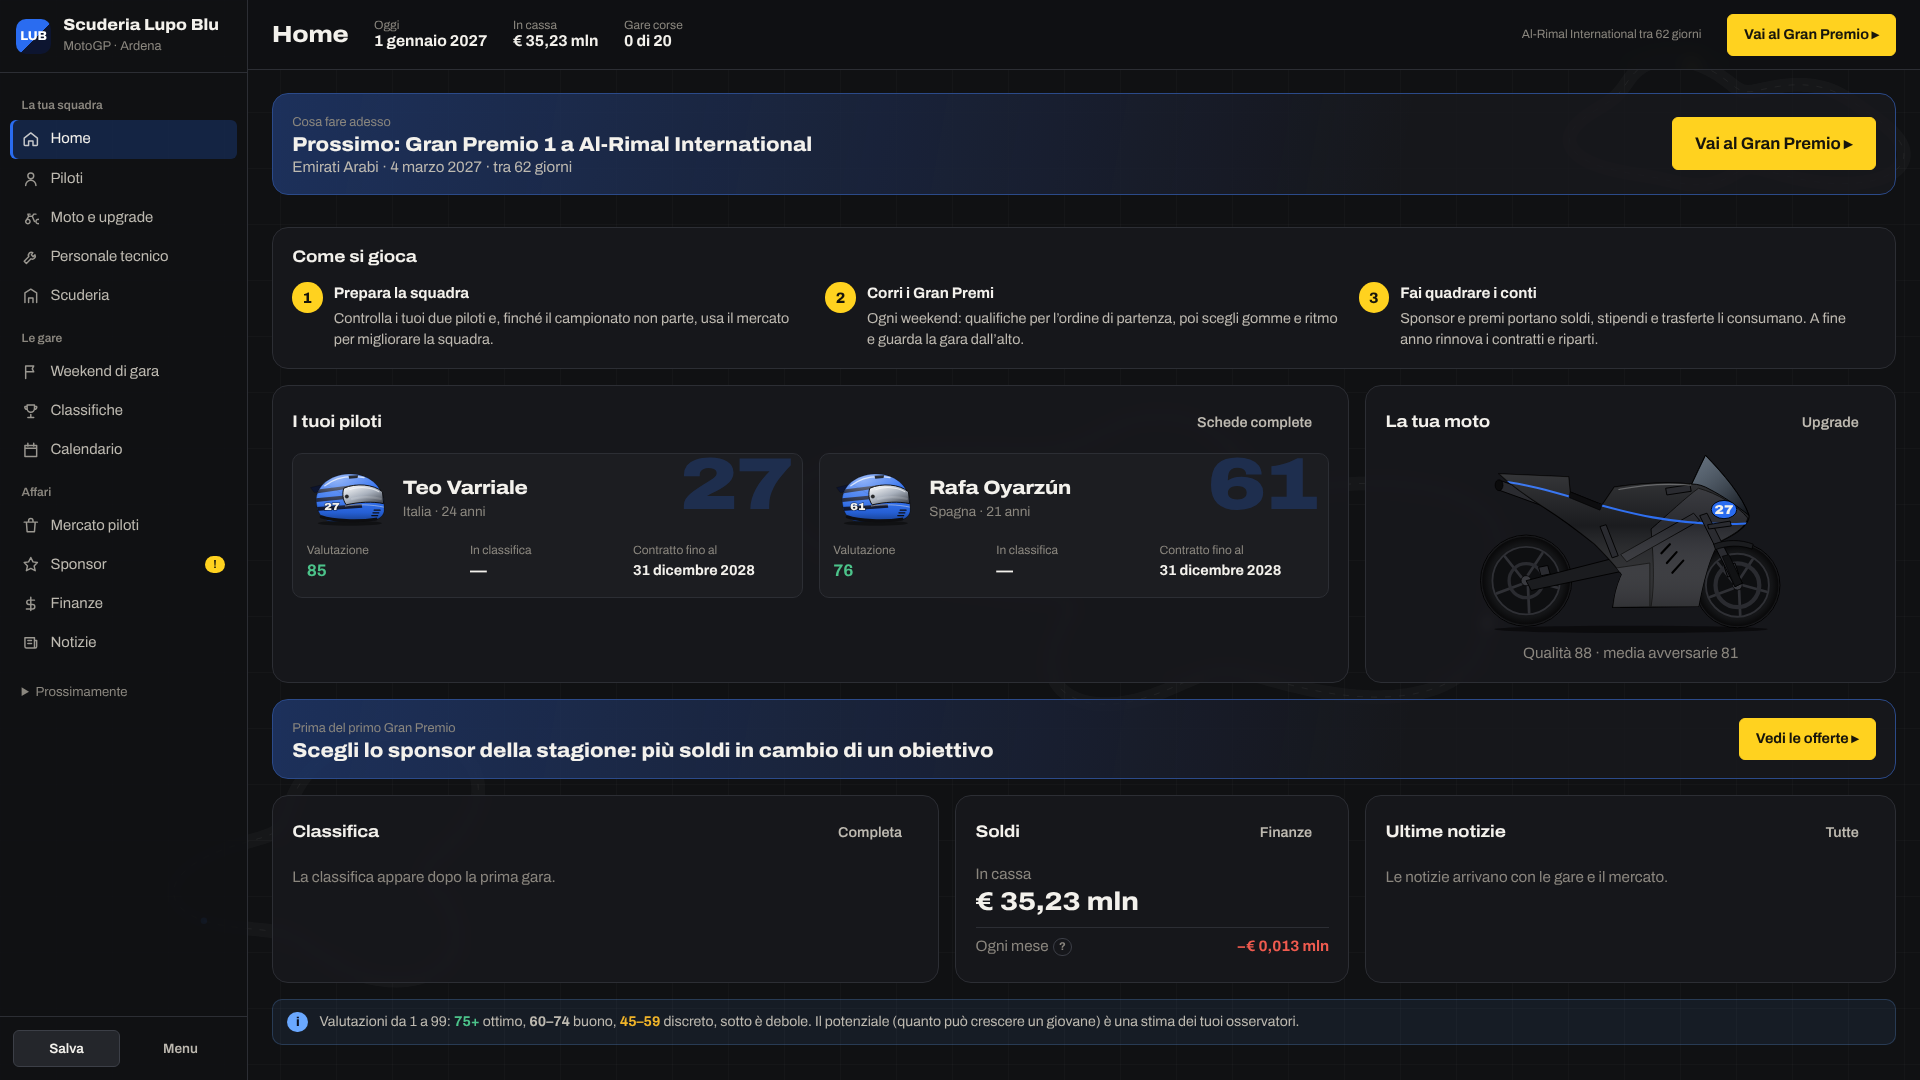 LUB
Scuderia Lupo Blu
MotoGP · Ardena
La tua squadra
Home
Piloti
Moto e upgrade
Personale tecnico
Scuderia
Le gare
Weekend di gara
Classifiche
Calendario
Affari
Mercato piloti
Sponsor
!
Finanze
Notizie
▶ Prossimamente
Salva
Menu
Home
Oggi
1 gennaio 2027
In cassa
€ 35,23 mln
Gare corse
0 di 20
Al-Rimal International tra 62 giorni
Vai al Gran Premio ▸
Cosa fare adesso
Prossimo: Gran Premio 1 a Al-Rimal International
Emirati Arabi · 4 marzo 2027 · tra 62 giorni
Vai al Gran Premio ▸
Come si gioca
1
Prepara la squadra
Controlla i tuoi due piloti e, finché il campionato non parte, usa il mercato
per migliorare la squadra.
2
Corri i Gran Premi
Ogni weekend: qualifiche per l’ordine di partenza, poi scegli gomme e ritmo
e guarda la gara dall’alto.
3
Fai quadrare i conti
Sponsor e premi portano soldi, stipendi e trasferte li consumano. A fine
anno rinnova i contratti e riparti.
I tuoi piloti
Schede complete
27
Teo Varriale
Italia · 24 anni
27
Valutazione
85
In classifica
—
Contratto fino al
31 dicembre 2028
61
Rafa Oyarzún
Spagna · 21 anni
61
Valutazione
76
In classifica
—
Contratto fino al
31 dicembre 2028
La tua moto
Upgrade
27
Qualità 88 · media avversarie 81
Prima del primo Gran Premio
Scegli lo sponsor della stagione: più soldi in cambio di un obiettivo
Vedi le offerte ▸
Classifica
Completa
La classifica appare dopo la prima gara.
Soldi
Finanze
In cassa
€ 35,23 mln
Ogni mese ?
−€ 0,013 mln
Ultime notizie
Tutte
Le notizie arrivano con le gare e il mercato.
i
Valutazioni da 1 a 99: 75+ ottimo, 60–74 buono, 45–59 discreto, sotto è debole. Il potenziale (quanto può crescere un giovane) è una stima dei tuoi osservatori.